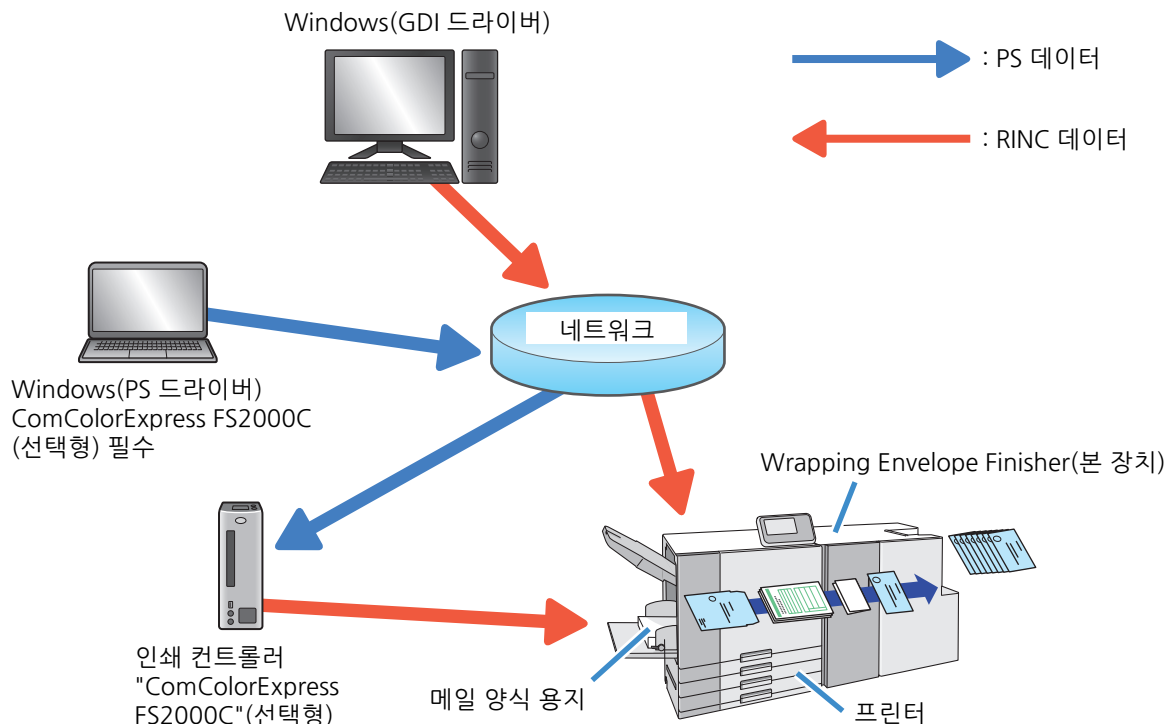 Windows(GDI 드라이버)
: PS 데이터
: RINC 데이터
네트워크
Windows(PS 드라이버)
ComColorExpress FS2000C
(선택형) 필수
Wrapping Envelope Finisher(본 장치)
인쇄 컨트롤러
"ComColorExpress
FS2000C"(선택형)
메일 양식 용지
프린터